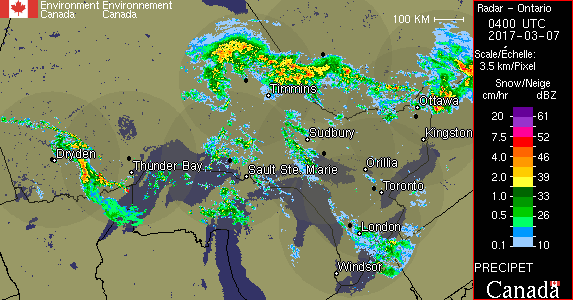 Environment Environnement
Canada Canada
100 KM
Timmins
Ottawa
Sudbury
Kingston
Dryden
Thunder Bay
Sault Ste. Marie
Orillia
Toronto
London
Windsor
Radar - Ontario
0400 UTC
2017-03-07
Scale/Échelle:
3.5 km/Pixel
Snow/Neige
cm/hr dBZ
20 61
7.5 57
5.5 52
4.0 46
2.0 39
1.0 33
0.5 26
0.1 10
PRECIPET
Canada